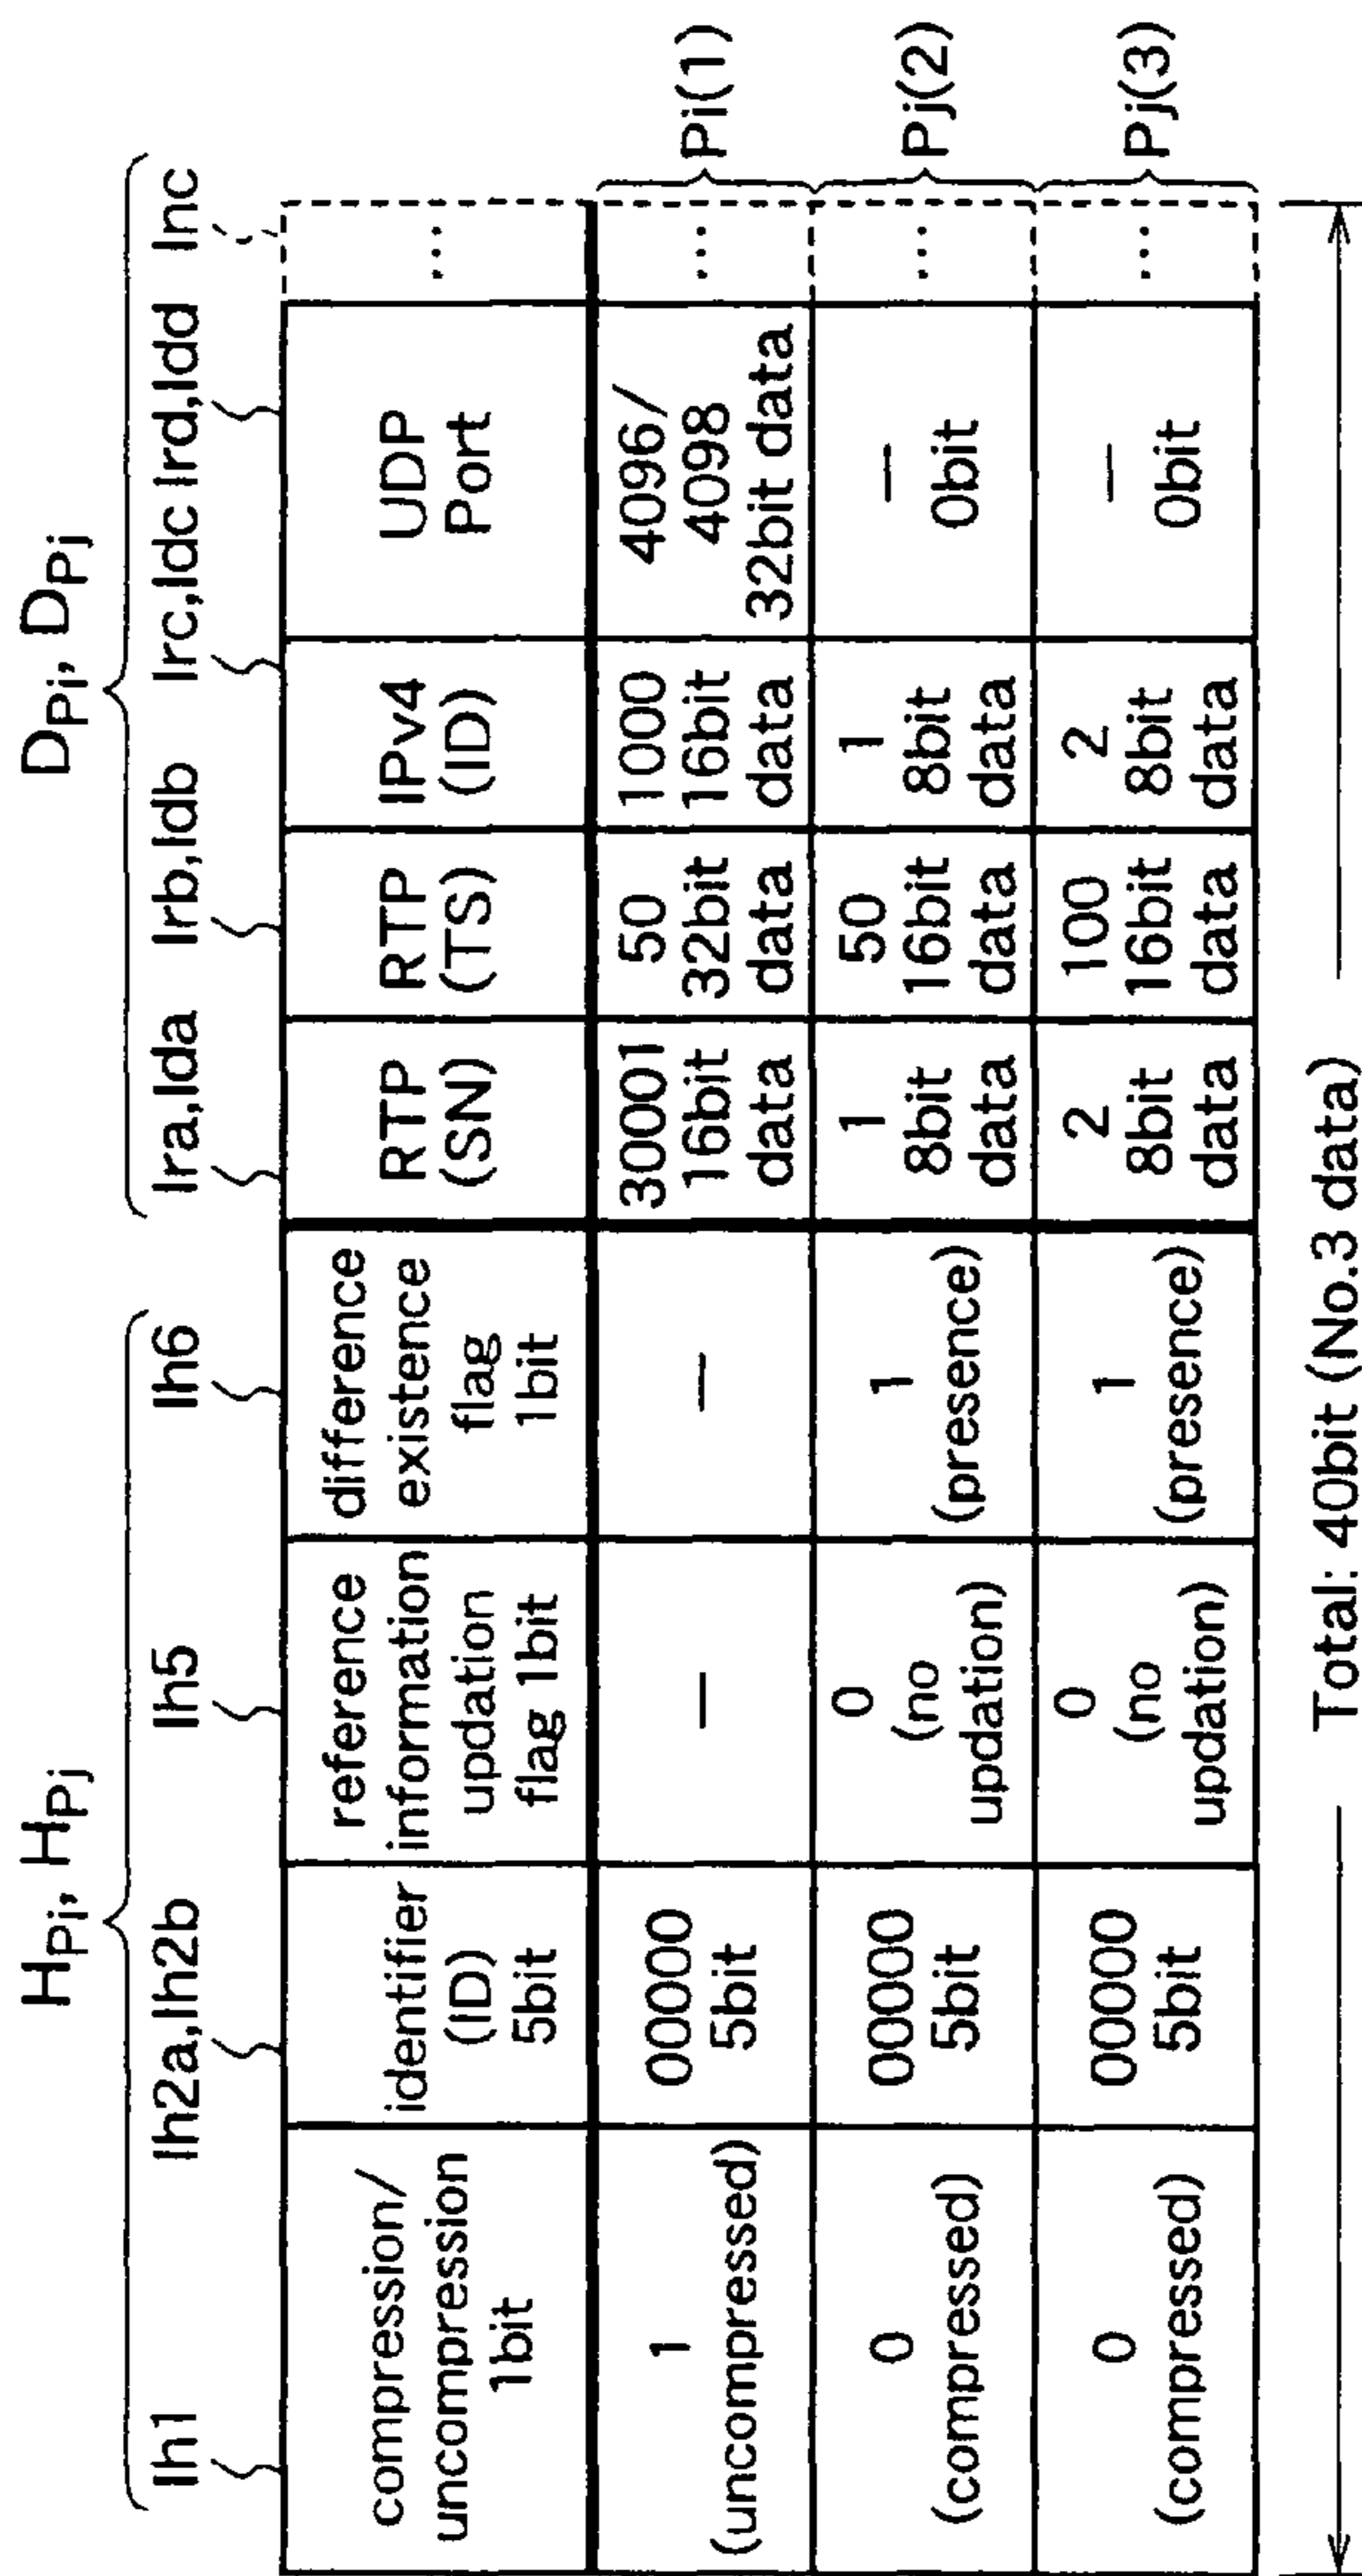 H_Pi, H_Pj
D_Pi, D_Pj
Ih1
Ih2a,Ih2b
Ih5
Ih6
Ira,Ida
Irb,Idb
Irc,Idc
Ird,Idd
Inc
compression/
uncompression
1bit
identifier
(ID)
5bit
reference
information
updation
flag 1bit
difference
existence
flag
1bit
RTP
(SN)
RTP
(TS)
IPv4
(ID)
UDP
Port
...
1
(uncompressed)
00000
5bit
—
—
30001
16bit
data
50
32bit
data
1000
16bit
data
4096/
4098
32bit data
...
Pi(1)
0
(compressed)
00000
5bit
0
(no
updation)
1
(presence)
1
8bit
data
50
16bit
data
1
8bit
data
—
0bit
...
Pj(2)
0
(compressed)
00000
5bit
0
(no
updation)
1
(presence)
2
8bit
data
100
16bit
data
2
8bit
data
—
0bit
...
Pj(3)
Total: 40bit (No.3 data)